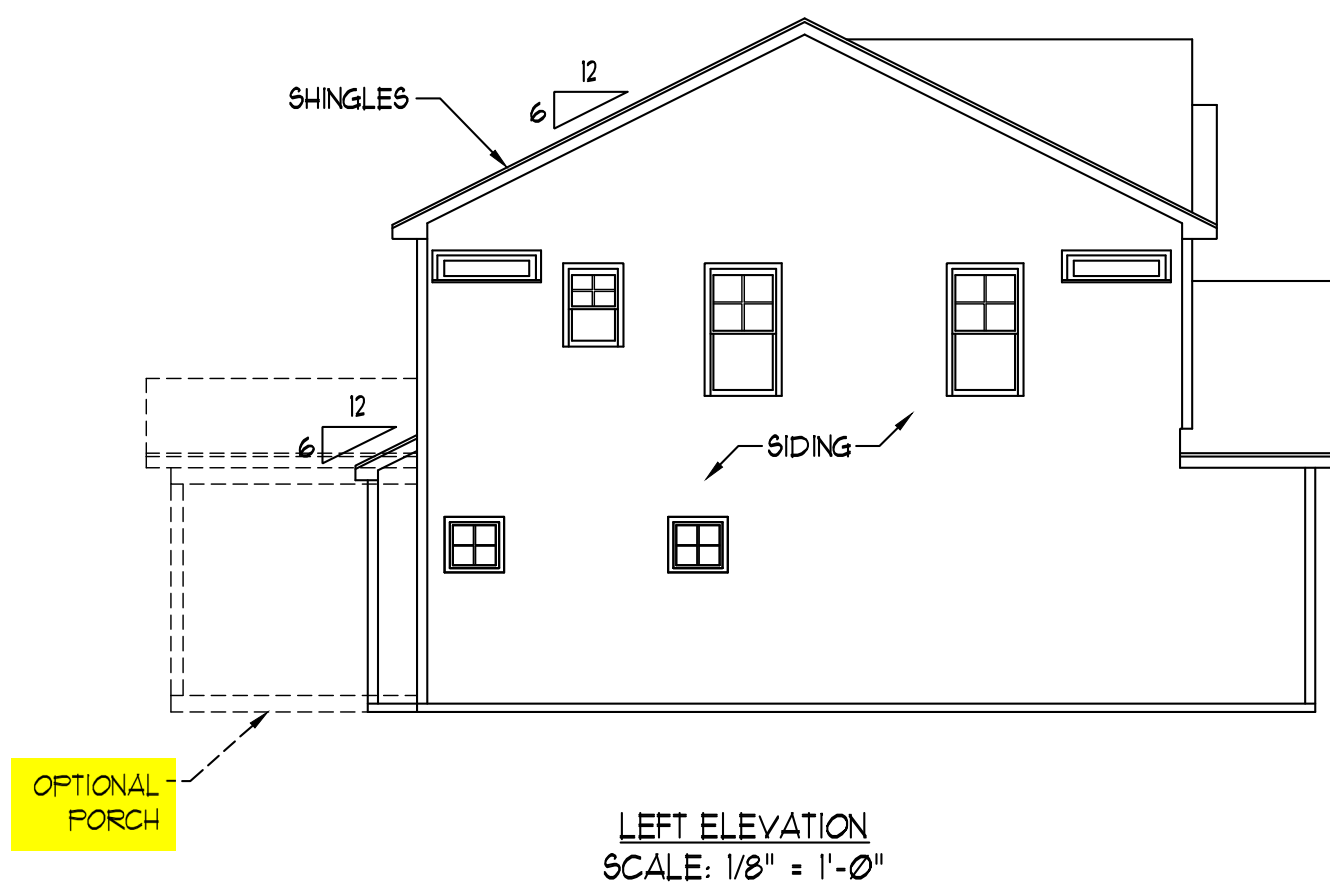 12
SHINGLES
6
12
6
SIDING
OPTIONAL
PORCH
LEFT ELEVATION
SCALE: 1/8" = 1'-0"